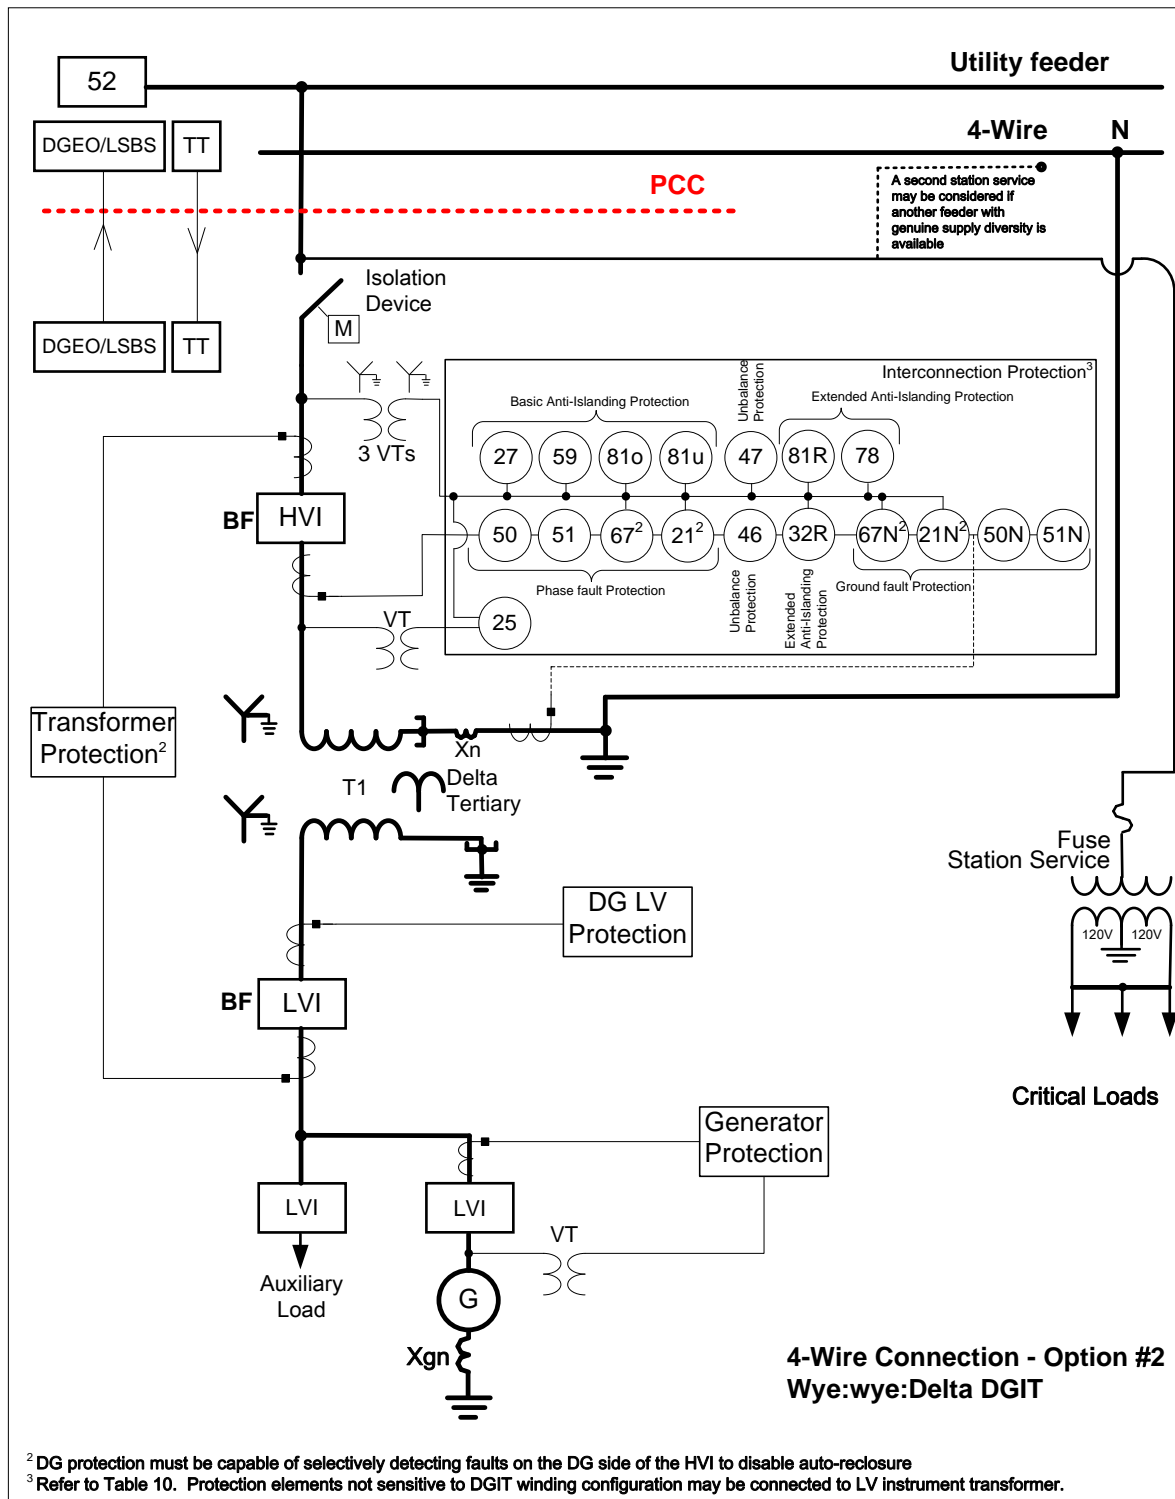 52
Utility feeder
DGEO/LSBS
TT
4-Wire
N
PCC
A second station service
may be considered if
another feeder with
genuine supply diversity is
available
Isolation
Device
M
DGEO/LSBS
TT
Interconnection Protection³
Basic Anti-Islanding Protection
Unbalance
Protection
Extended Anti-Islanding Protection
3 VTs
27
59
81o
81u
47
81R
78
BF
HVI
50
51
67²
21²
46
32R
67N²
21N²
50N
51N
Phase fault Protection
Unbalance
Protection
Extended
Anti-Islanding
Protection
Ground fault Protection
VT
25
Transformer
Protection²
Xn
T1
Delta
Tertiary
Fuse
Station Service
120V
120V
DG LV
Protection
BF
LVI
Critical Loads
Generator
Protection
LVI
LVI
VT
Auxiliary
Load
G
Xgn
4-Wire Connection - Option #2
Wye:wye:Delta DGIT
² DG protection must be capable of selectively detecting faults on the DG side of the HVI to disable auto-reclosure
³ Refer to Table 10. Protection elements not sensitive to DGIT winding configuration may be connected to LV instrument transformer.